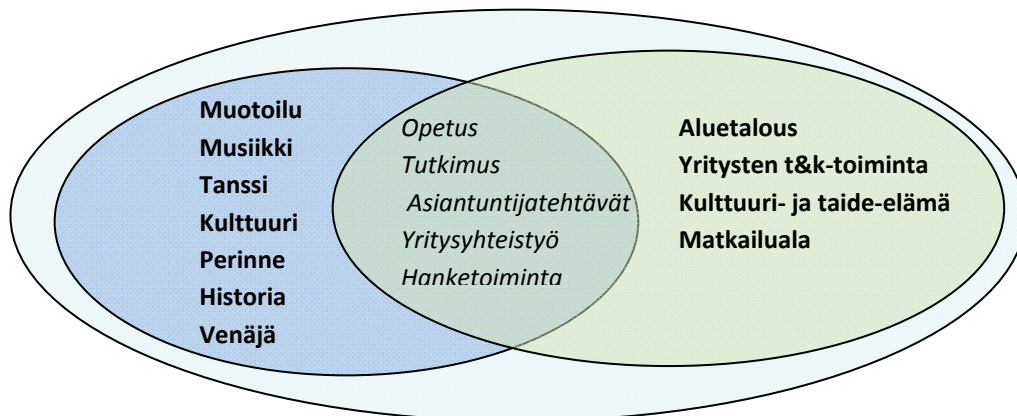 Muotoilu
Musiikki
Tanssi
Kulttuuri
Perinne
Historia
Venäjä
Opetus
Tutkimus
Asiantuntijatehtävät
Yritysyhteistyö
Hanketoiminta
Aluetalous
Yritysten t&k-toiminta
Kulttuuri- ja taide-elämä
Matkailuala